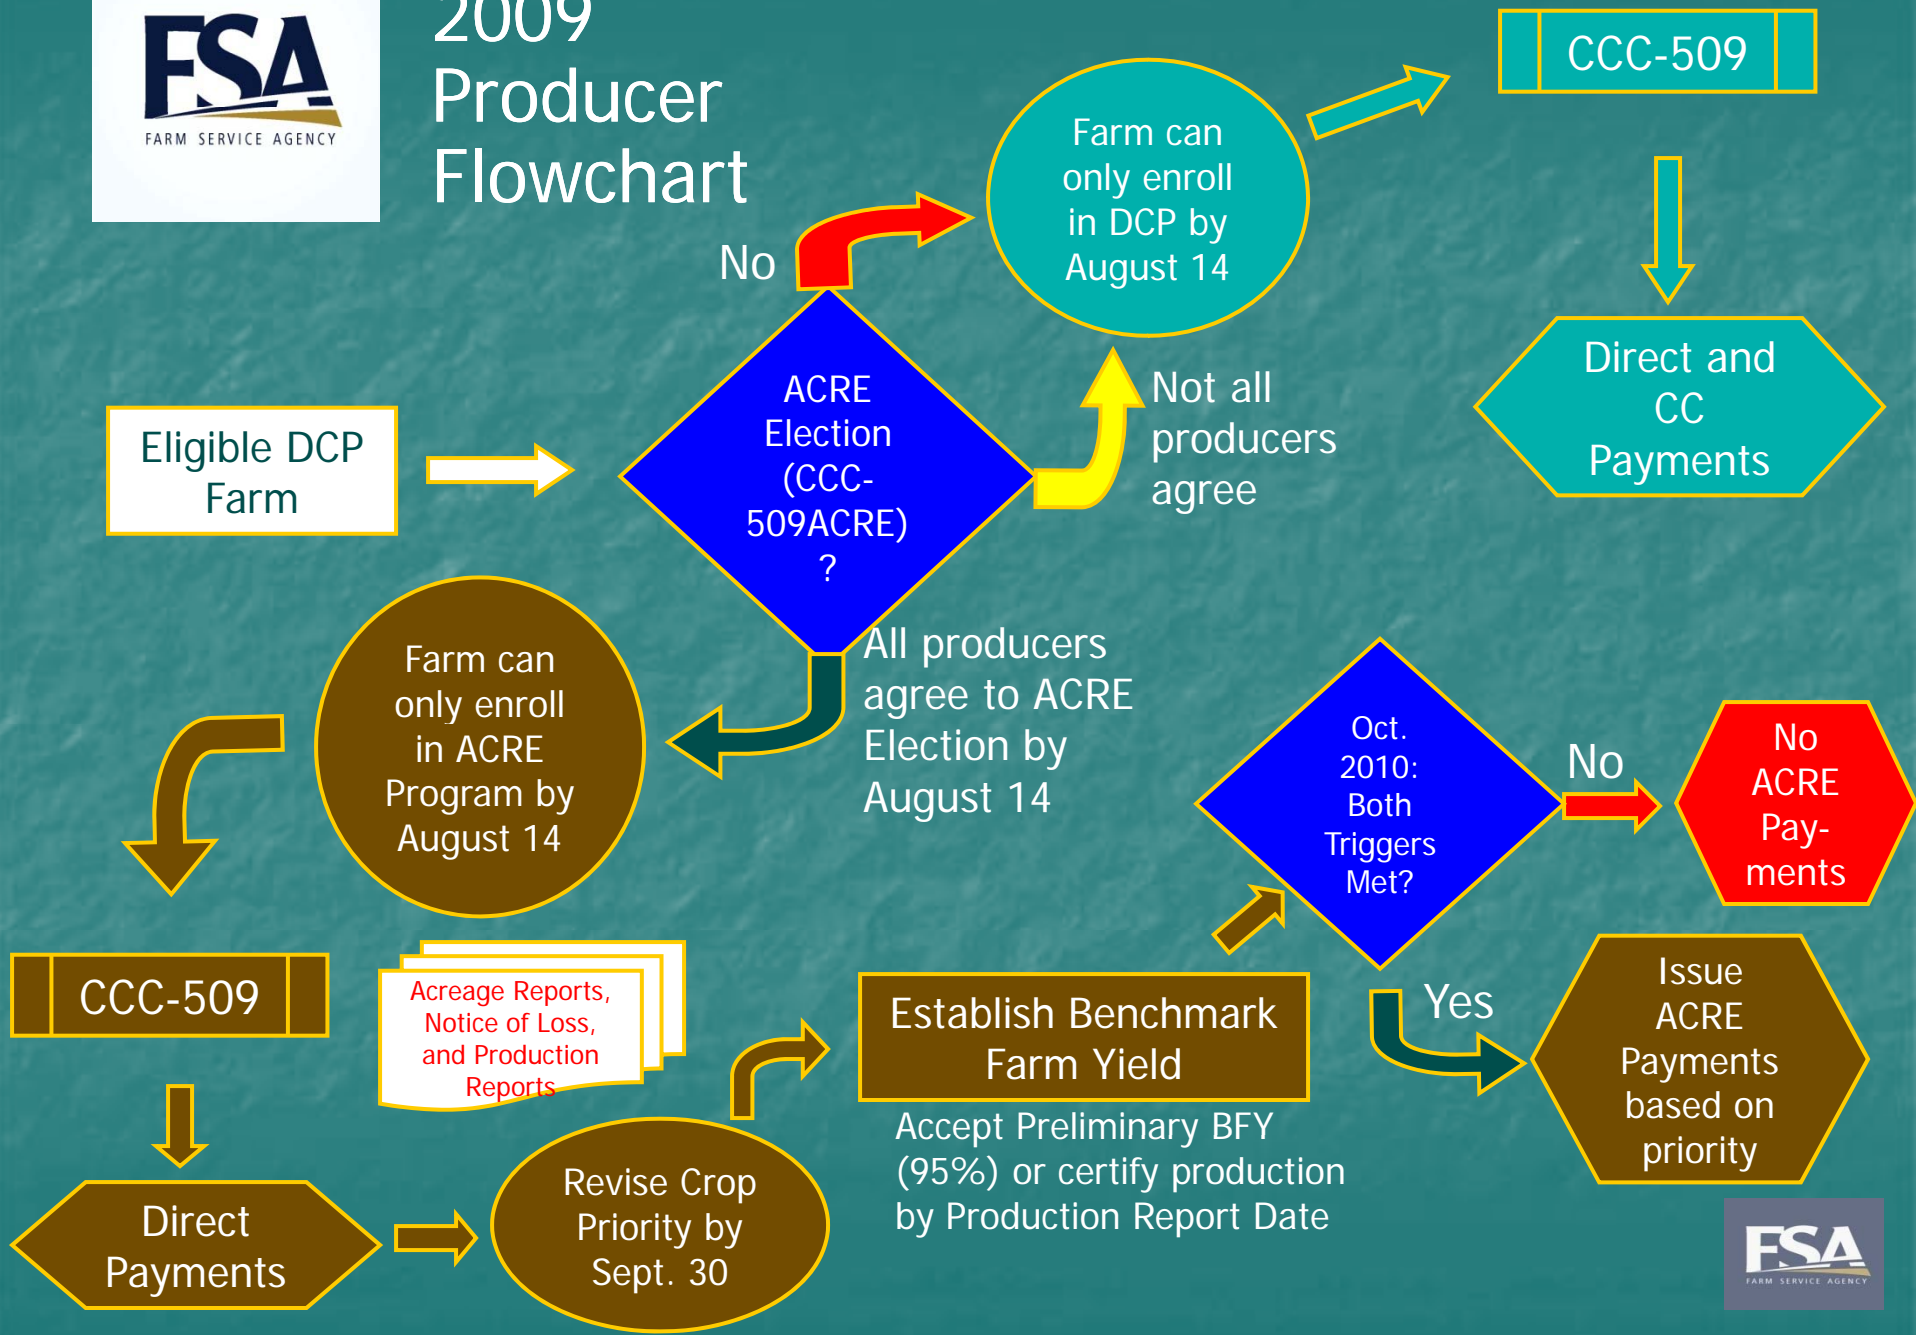 FSA
FARM SERVICE AGENCY
2009
Producer
Flowchart
CCC-509
Farm can
only enroll
in DCP by
August 14
No
Direct and
CC
Payments
Not all
producers
agree
ACRE
Election
(CCC-
509ACRE)
?
Eligible DCP
Farm
All producers
agree to ACRE
Election by
August 14
Farm can
only enroll
in ACRE
Program by
August 14
Oct.
2010:
Both
Triggers
Met?
No
No
ACRE
Pay-
ments
CCC-509
Acreage Reports,
Notice of Loss,
and Production
Reports
Establish Benchmark
Farm Yield
Yes
Issue
ACRE
Payments
based on
priority
Accept Preliminary BFY
(95%) or certify production
by Production Report Date
Direct
Payments
Revise Crop
Priority by
Sept. 30
FSA
FARM SERVICE AGENCY